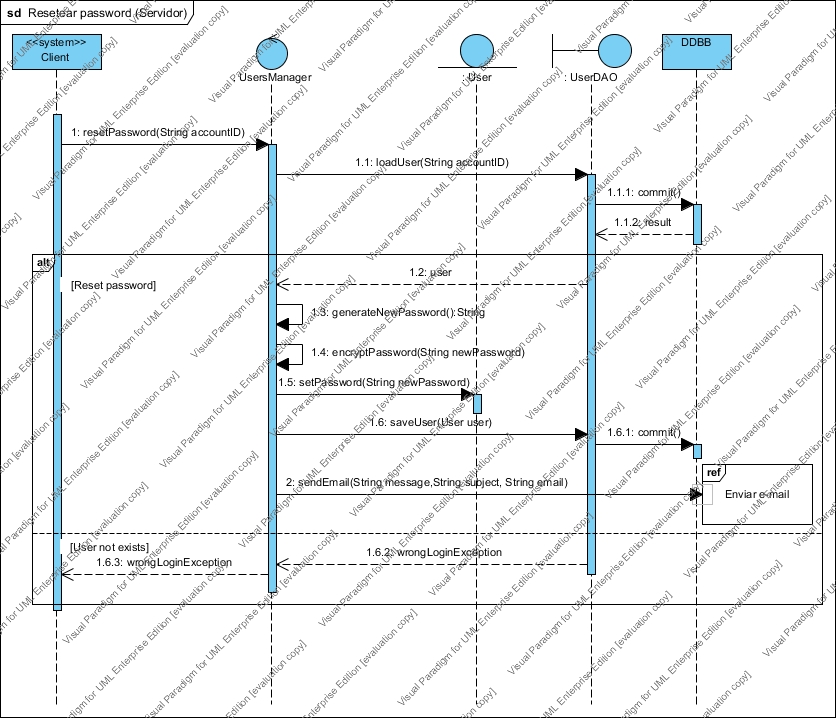 sd Resetear password (Servidor)
<<system>>
Client
UsersManager
: User
: UserDAO
DDBB
1: resetPassword(String accountID)
1.1: loadUser(String accountID)
1.1.1: commit()
1.1.2: result
alt
[Reset password]
1.2: user
1.3: generateNewPassword():String
1.4: encryptPassword(String newPassword)
1.5: setPassword(String newPassword)
1.6: saveUser(User user)
1.6.1: commit()
ref
2: sendEmail(String message,String supject, String email)
Enviar e-mail
[User not exists]
1.6.2: wrongLoginException
1.6.3: wrongLoginException
Visual Paradigm for UML Enterprise Edition [evaluation copy]